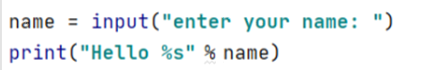 name = input("enter your name: ")
print("Hello %s" % name)